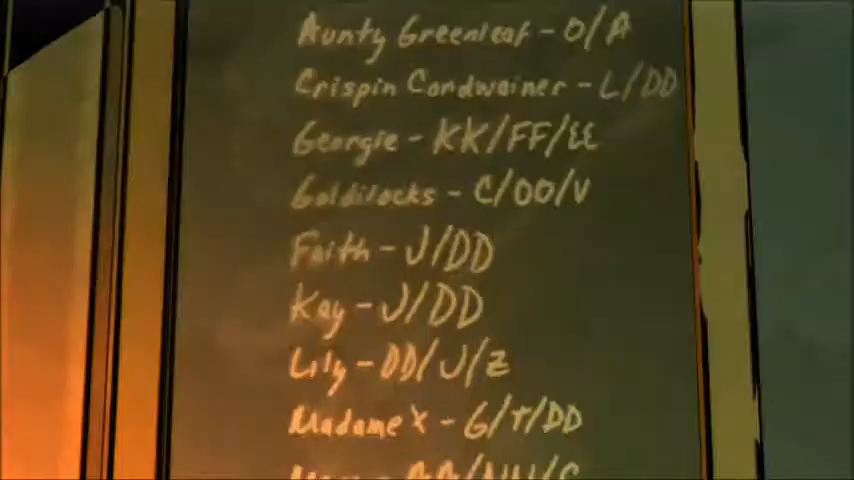 Aunty Greenleaf - O/A
Crispin Cordwainer - L/DD
Georgie - KK/FF/EE
Goldilocks - C/OO/V
Faith - J/DD
Kay - J/DD
Lily - DD/J/Z
Madame X - G/T/DD